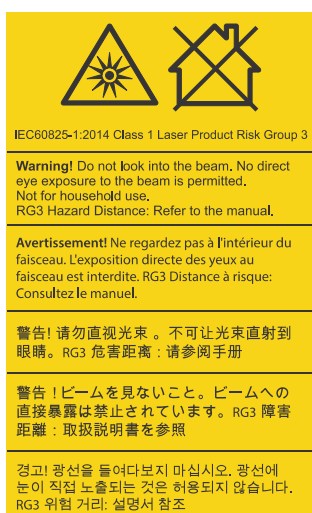 IEC60825-1:2014 Class 1 Laser Product Risk Group 3
Warning! Do not look into the beam. No direct
eye exposure to the beam is permitted.
Not for household use.
RG3 Hazard Distance: Refer to the manual.
Avertissement! Ne regardez pas à l'intérieur du
faisceau. L'exposition directe des yeux au
faisceau est interdite. RG3 Distance à risque:
Consultez le manuel.
警告! 请勿直视光束 。不可让光束直射到
眼睛。RG3 危害距离 : 请参阅手册
警告 ! ビームを見ないこと。ビームへの
直接暴露は禁止されています。RG3 障害
距離 : 取扱説明書を参照
경고! 광선을 들여다보지 마십시오. 광선에
눈이 직접 노출되는 것은 허용되지 않습니다.
RG3 위험 거리: 설명서 참조